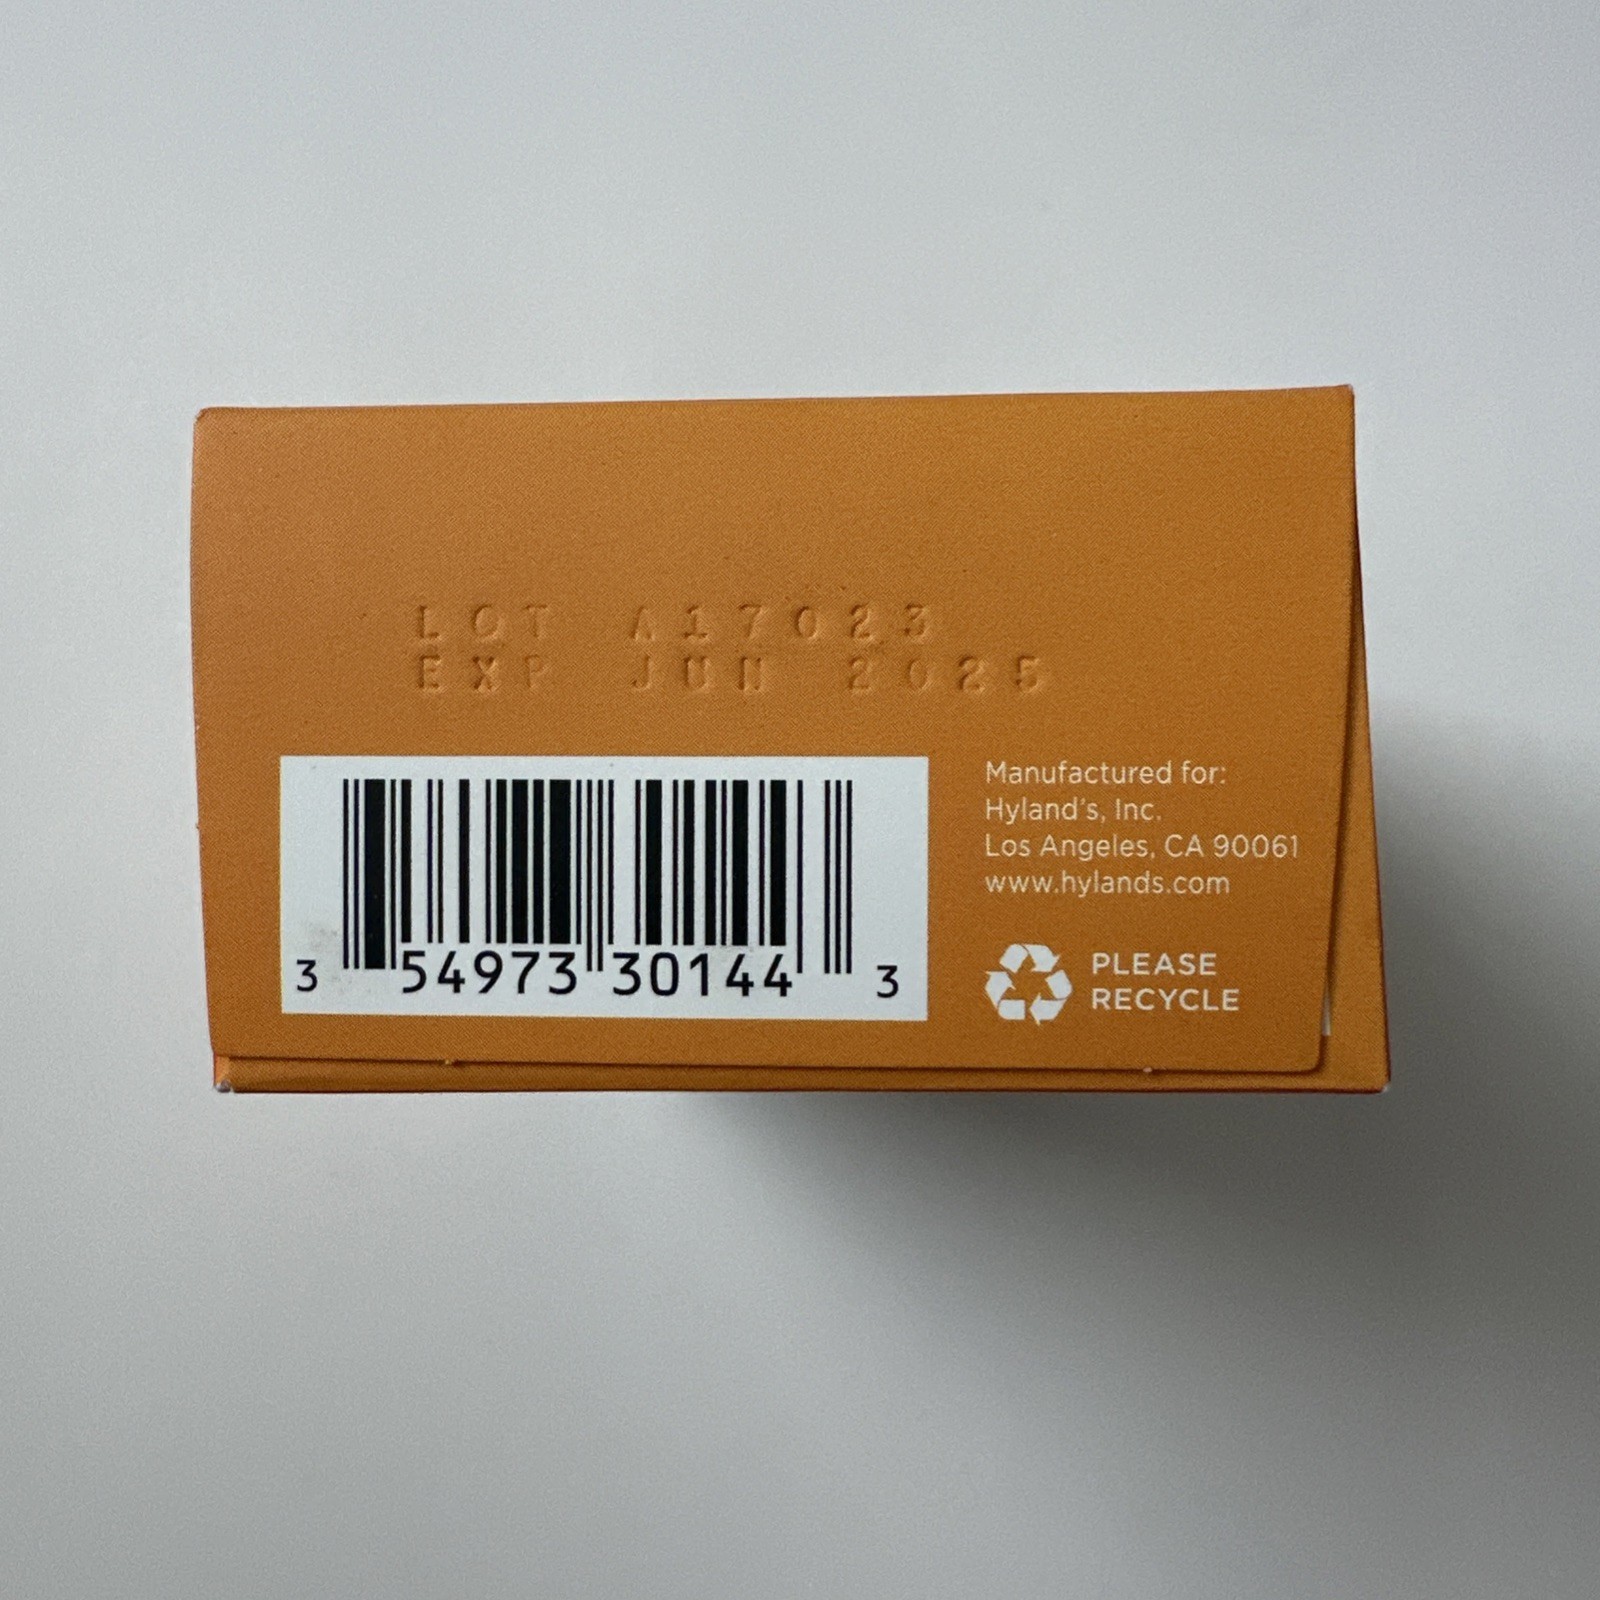 LOT A17023
EXP JUN 2025
Manufactured for:
Hyland's, Inc.
Los Angeles, CA 90061
www.hylands.com
3 54973 30144 3
PLEASE
RECYCLE